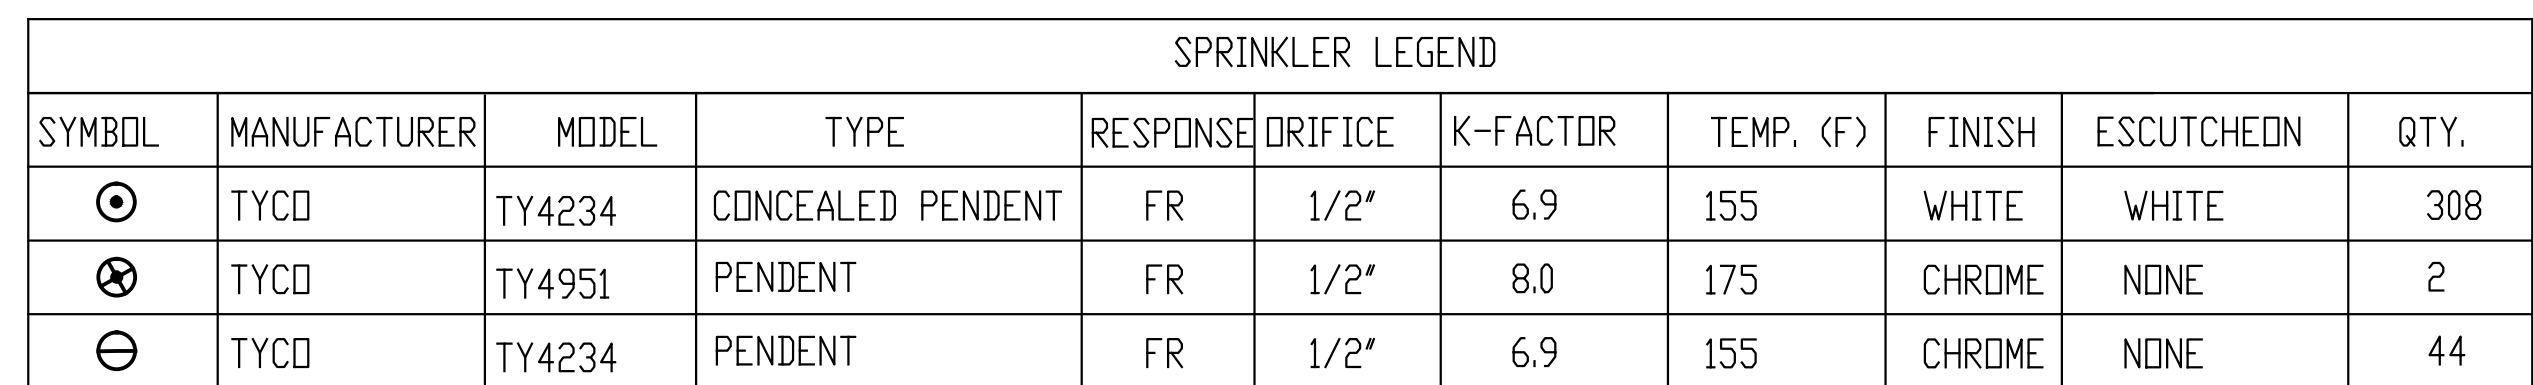 SPRINKLER LEGEND
SYMBOL MANUFACTURER MODEL TYPE RESPONSE ORIFICE K-FACTOR TEMP. (F) FINISH ESCUTCHEON QTY.
TYCO TY4234 CONCEALED PENDENT FR 1/2" 6.9 155 WHITE WHITE 308
TYCO TY4951 PENDENT FR 1/2" 8.0 175 CHROME NONE 2
TYCO TY4234 PENDENT FR 1/2" 6.9 155 CHROME NONE 44